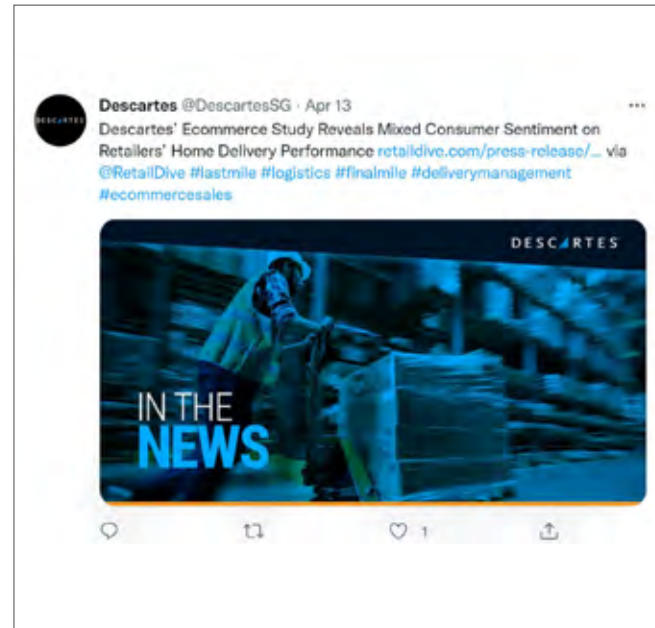 DESCARTES
Descartes @DescartesSG · Apr 13
Descartes' Ecommerce Study Reveals Mixed Consumer Sentiment on
Retailers' Home Delivery Performance retaildive.com/press-release/... via
@RetailDive #lastmile #logistics #finalmile #deliverymanagement
#ecommercesales
DESCARTES
IN THE
NEWS
1